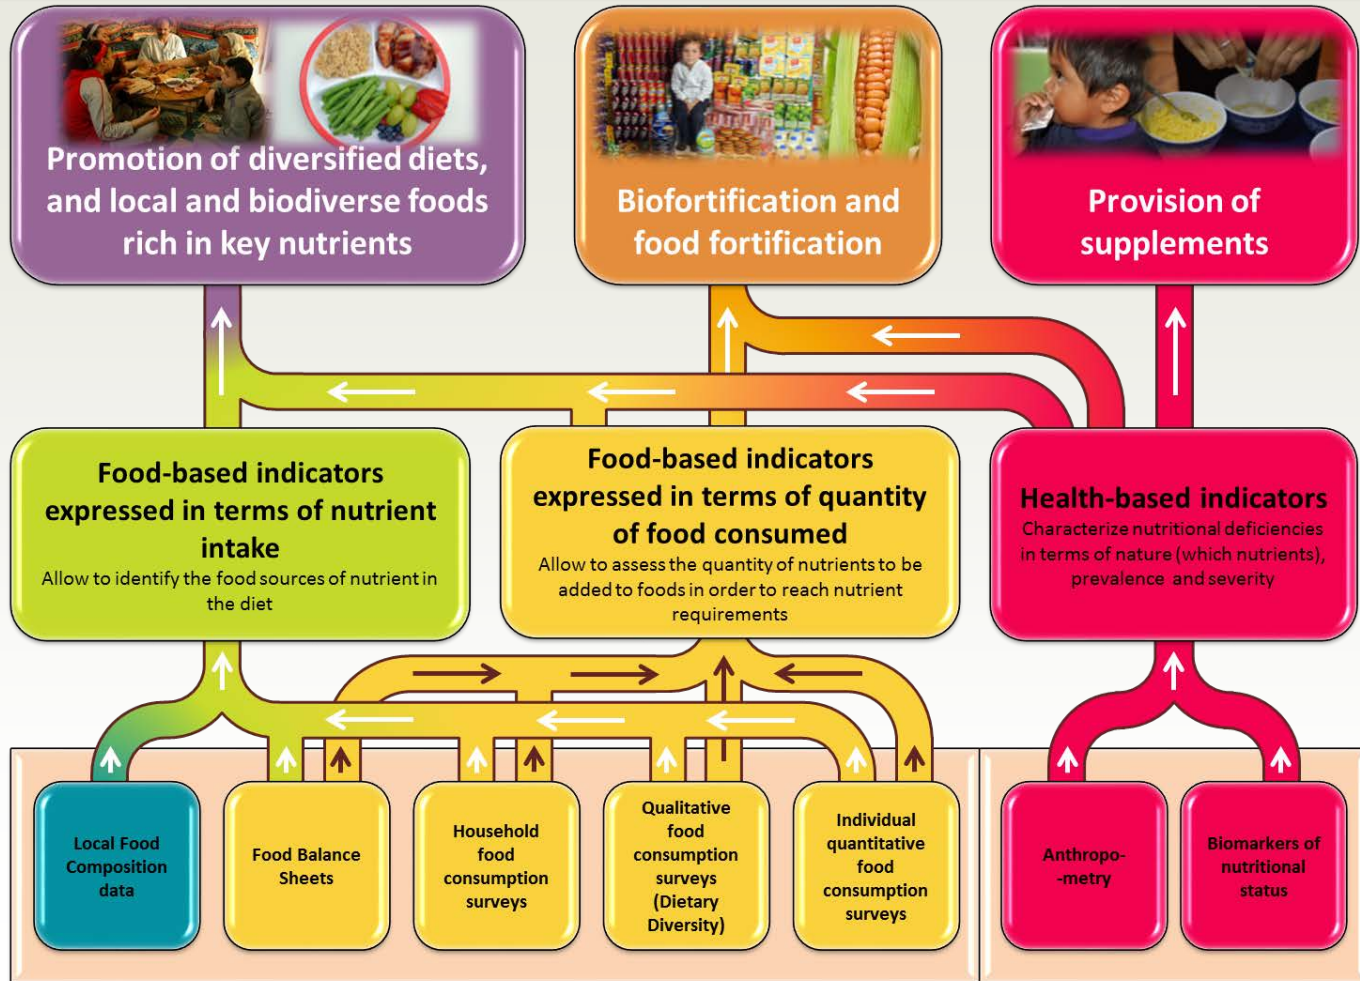 Promotion of diversified diets,
and local and biodiverse foods
rich in key nutrients
Biofortification and
food fortification
Provision of
supplements
Food-based indicators
expressed in terms of nutrient
intake
Allow to identify the food sources of nutrient in
the diet
Food-based indicators
expressed in terms of quantity
of food consumed
Allow to assess the quantity of nutrients to be
added to foods in order to reach nutrient
requirements
Health-based indicators
Characterize nutritional deficiencies
in terms of nature (which nutrients),
prevalence and severity
Local Food
Composition
data
Food Balance
Sheets
Household
food
consumption
surveys
Qualitative
food
consumption
surveys
(Dietary
Diversity)
Individual
quantitative
food
consumption
surveys
Anthropo-
-metry
Biomarkers of
nutritional
status